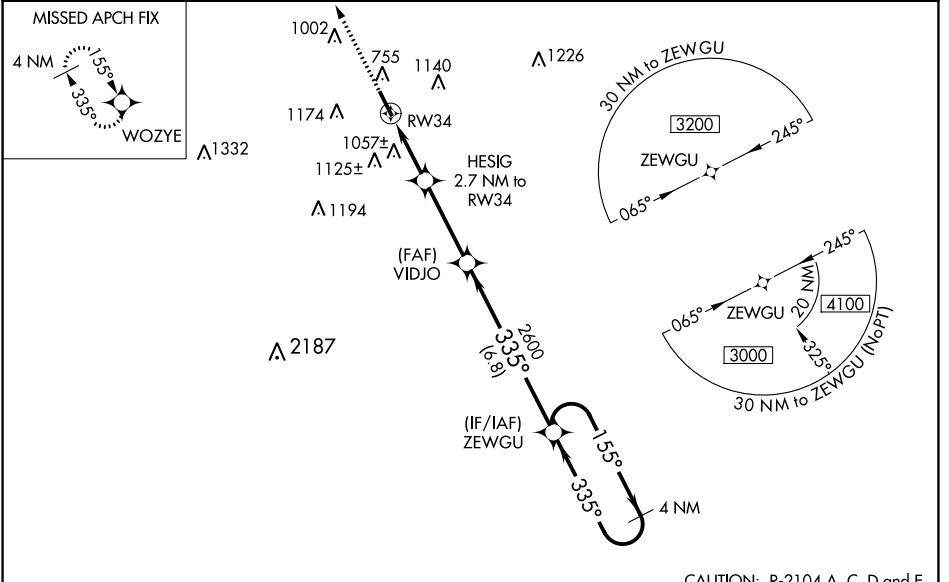 MISSED APCH FIX
4 NM
155°
335°
WOZYE
1002
755
1140
1226
1174
RW34
1057±
1125±
1332
1194
HESIG
2.7 NM to
RW34
(FAF)
VIDJO
2187
2600
335°
(6.8)
(IF/IAF)
ZEWGU
155°
335°
4 NM
30 NM to ZEWGU
3200
245°
ZEWGU
065°
245°
20 NM
065°
ZEWGU
4100
3000
325°
30 NM to ZEWGU (NoPT)
CAUTION: R-2104 A, C, D and E